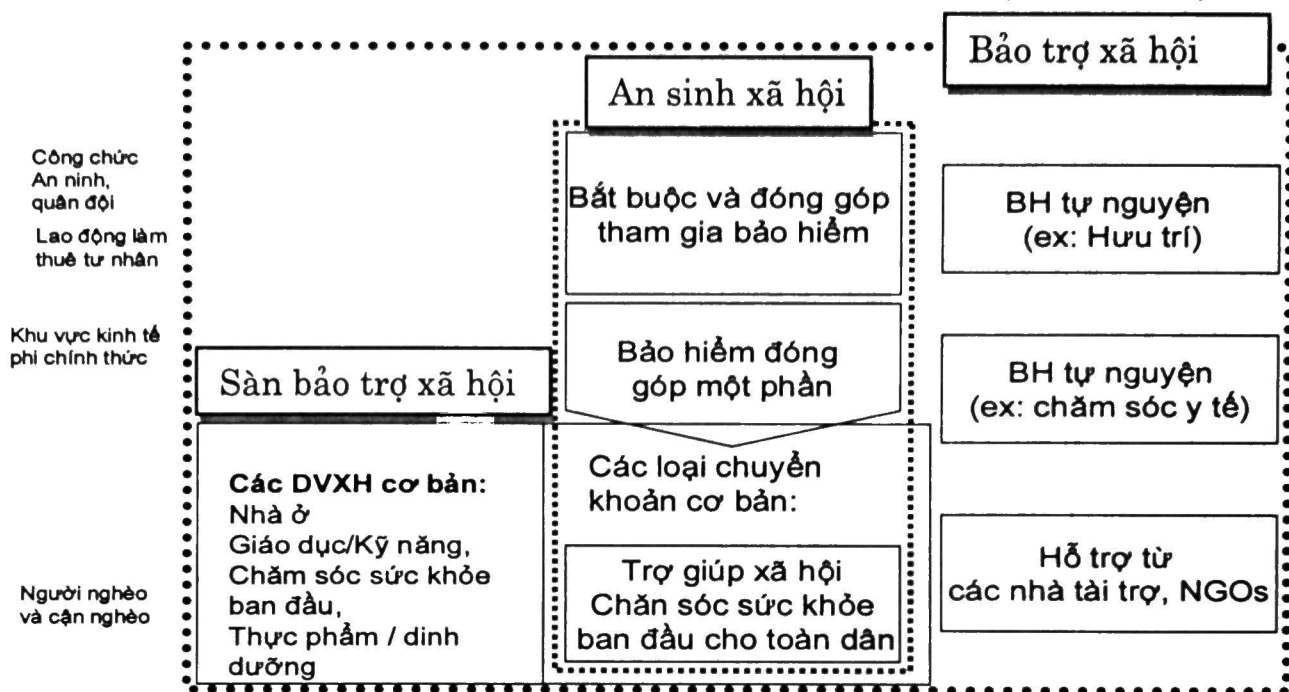 Bảo trợ xã hội
An sinh xã hội
Công chức
An ninh,
quân đội
Lao động làm
thuê tư nhân
Bắt buộc và đóng góp
tham gia bảo hiểm
BH tự nguyện
(ex: Hưu trí)
Khu vực kinh tế
phi chính thức
Sàn bảo trợ xã hội
Bảo hiểm đóng
góp một phần
BH tự nguyện
(ex: chăm sóc y tế)
Các DVXH cơ bản:
Nhà ở
Giáo dục/Kỹ năng,
Chăm sóc sức khỏe
ban đầu,
Thực phẩm / dinh
dưỡng
Các loại chuyển
khoản cơ bản:
Trợ giúp xã hội
Chăn sóc sức khỏe
ban đầu cho toàn dân
Hỗ trợ từ
các nhà tài trợ, NGOs
Người nghèo
và cận nghèo